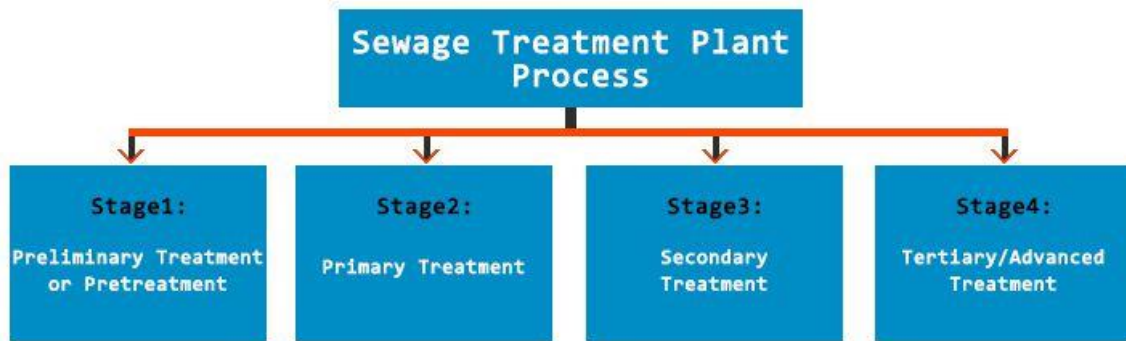 Sewage Treatment Plant
Process
Stage1:
Preliminary Treatment
or Pretreatment
Stage2:
Primary Treatment
Stage3:
Secondary
Treatment
Stage4:
Tertiary/Advanced
Treatment